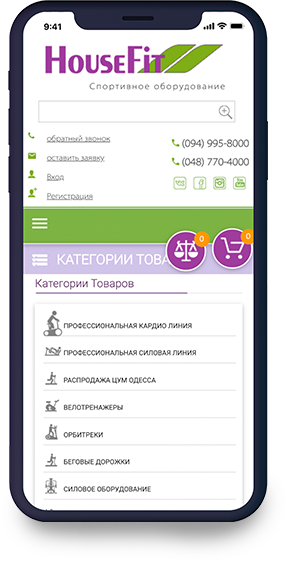 9:41
HouseFit
Спортивное оборудование
обратный звонок
(094) 995-8000
оставить заявку
(048) 770-4000
Вход
Регистрация
0
0
КАТЕГОРИИ ТОВА
Категории Товаров
ПРОФЕССИОНАЛЬНАЯ КАРДИО ЛИНИЯ
ПРОФЕССИОНАЛЬНАЯ СИЛОВАЯ ЛИНИЯ
РАСПРОДАЖА ЦУМ ОДЕССА
ВЕЛОТРЕНАЖЕРЫ
ОРБИТРЕКИ
БЕГОВЫЕ ДОРОЖКИ
СИЛОВОЕ ОБОРУДОВАНИЕ